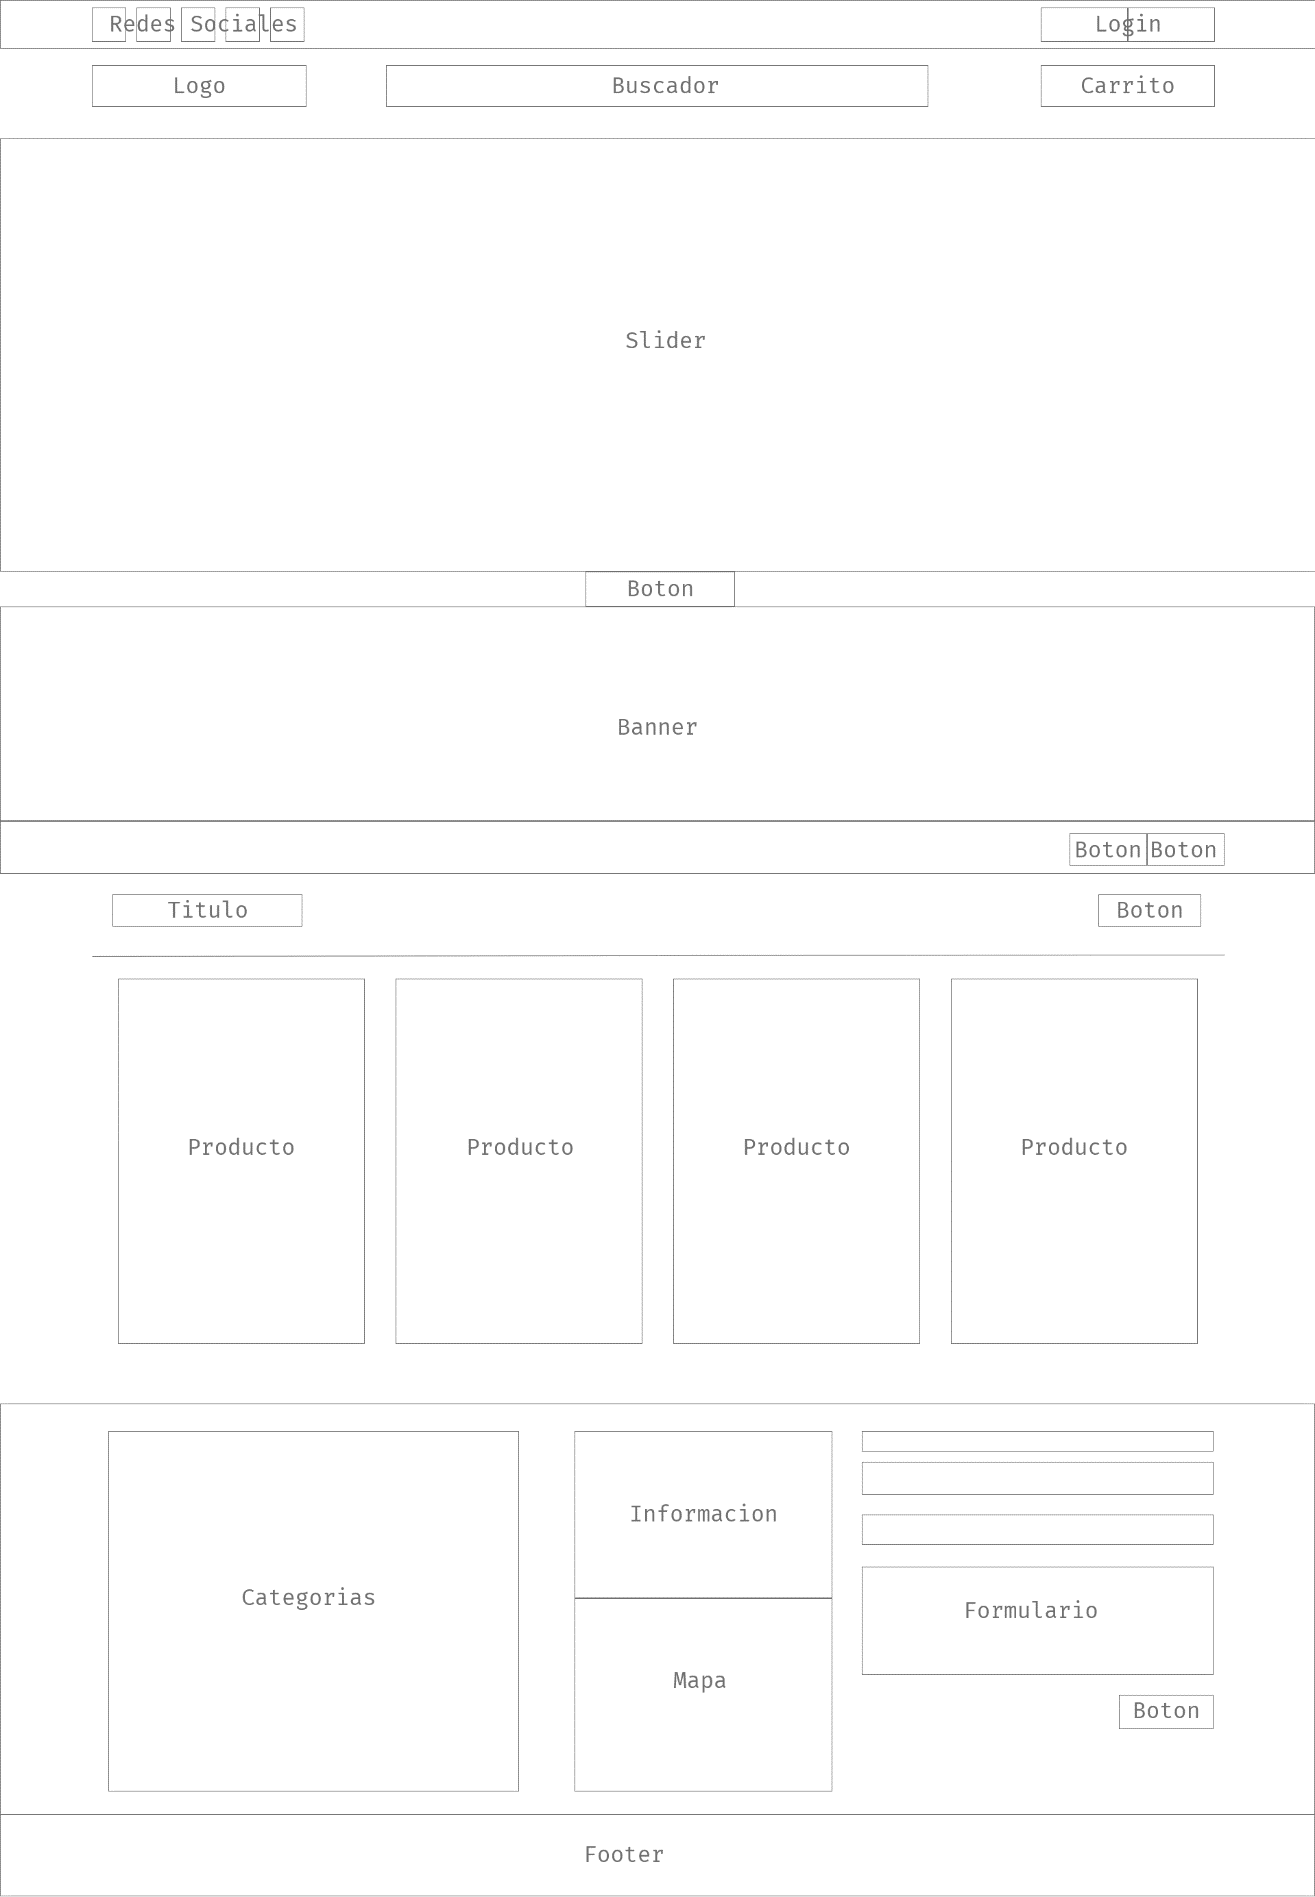 Redes Sociales
Login
Logo
Buscador
Carrito
Slider
Boton
Banner
Boton
Boton
Titulo
Boton
Producto
Producto
Producto
Producto
Categorias
Informacion
Mapa
Formulario
Boton
Footer